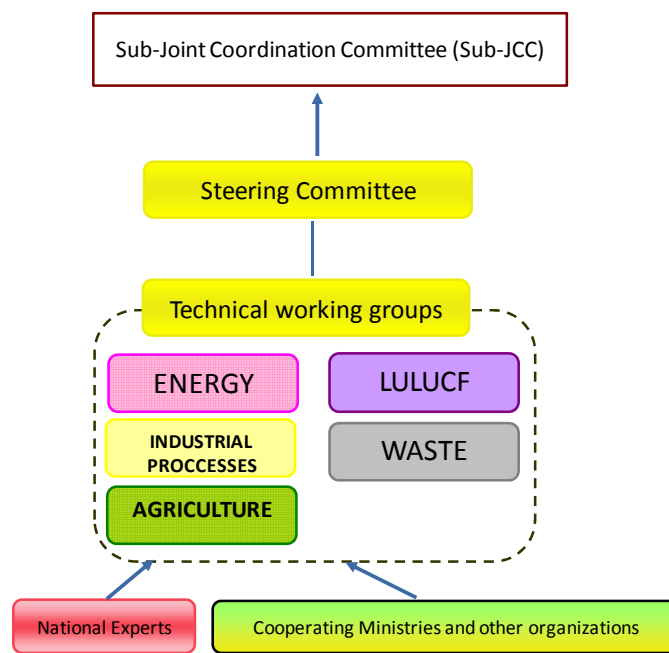 Sub-Joint Coordination Committee (Sub-JCC)
Steering Committee
Technical working groups
ENERGY
LULUCF
INDUSTRIAL
PROCCESSES
WASTE
AGRICULTURE
National Experts
Cooperating Ministries and other organizations